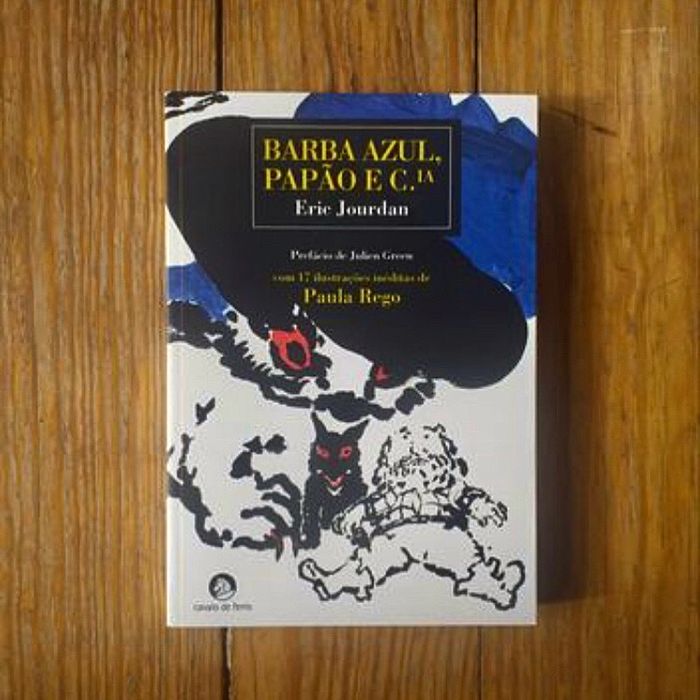 BARBA AZUL,
PAPÃO E C.IA
Eric Jourdan
Prefácio de Julien Green
com 17 ilustrações inéditas de
Paula Rego
cavalo de ferro